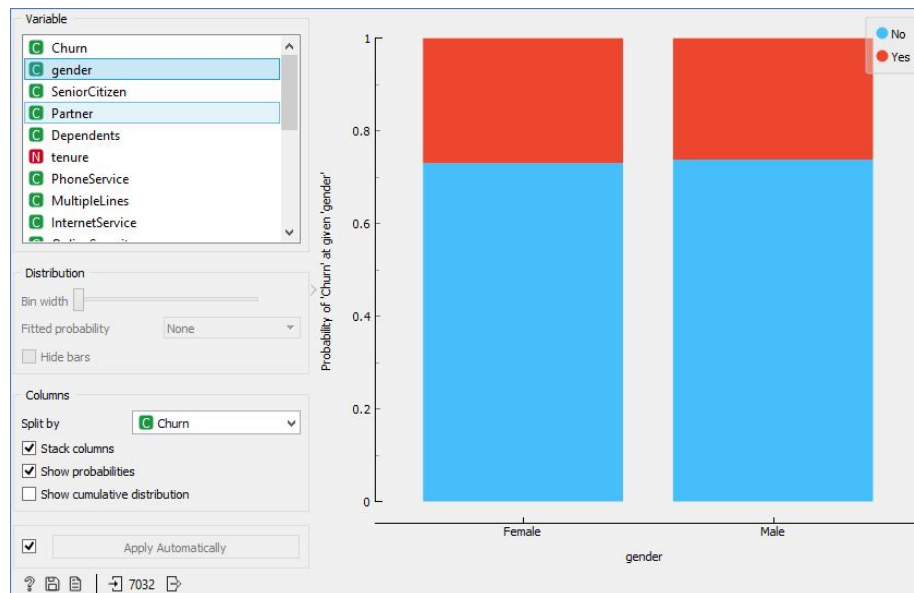 Variable
C Churn
C gender
C SeniorCitizen
C Partner
C Dependents
N tenure
C PhoneService
C MultipleLines
C InternetService
Distribution
Bin width
Fitted probability None
Hide bars
Columns
Split by C Churn
Stack columns
Show probabilities
Show cumulative distribution
Apply Automatically
? 7032
No
Yes
1
0.8
0.6
0.4
0.2
0
Probability of 'Churn' at given 'gender'
Female Male
gender